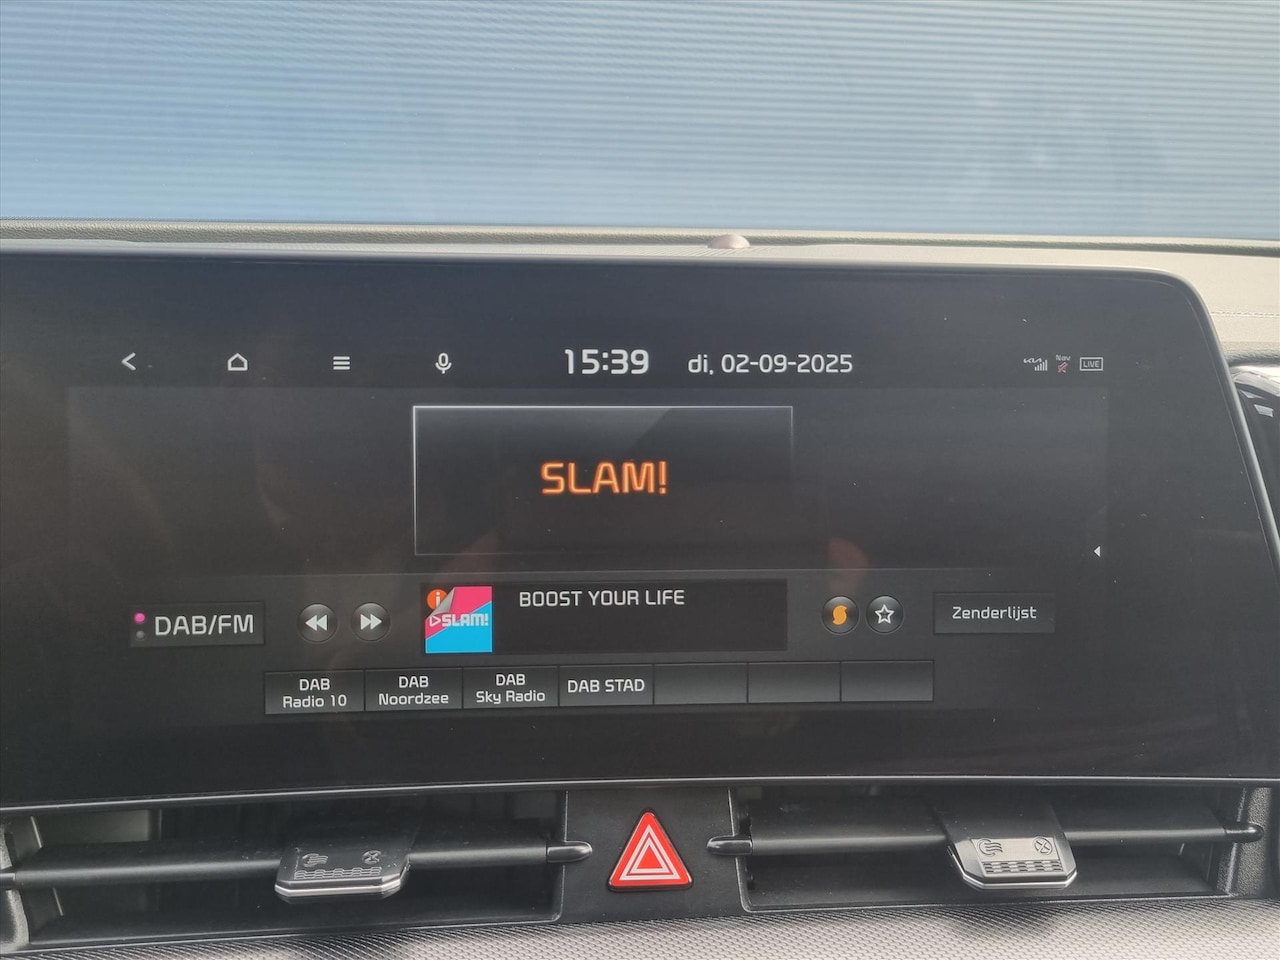 15:39 di, 02-09-2025
Nav
LIVE
SLAM!
DAB/FM
SLAM!
BOOST YOUR LIFE
Zenderlijst
DAB
Radio 10
DAB
Noordzee
DAB
Sky Radio
DAB STAD